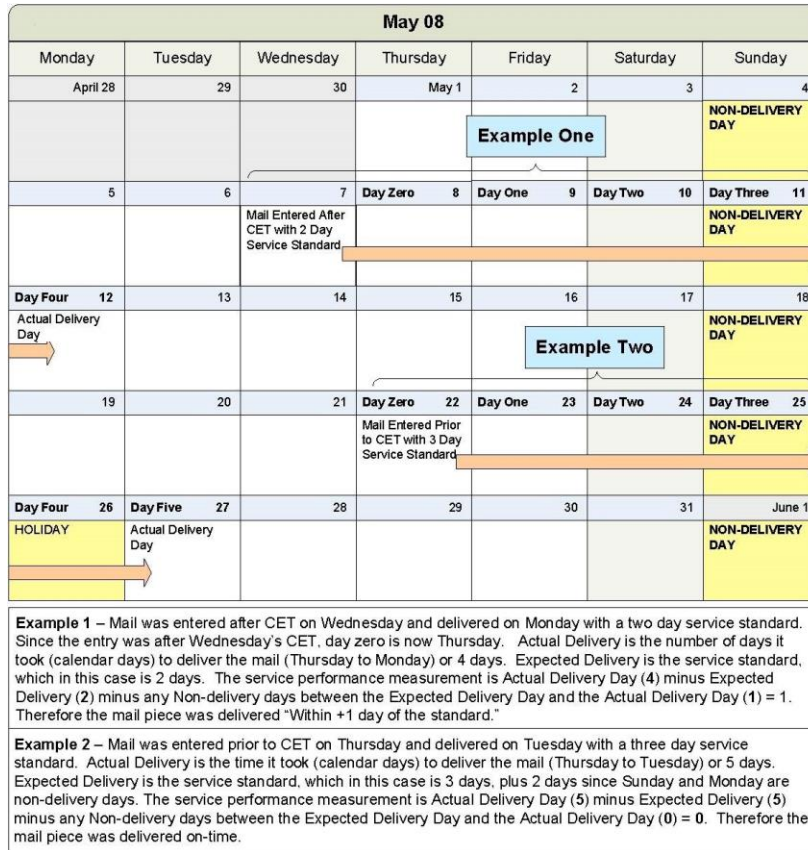 May 08
Monday Tuesday Wednesday Thursday Friday Saturday Sunday
April 28 29 30 May 1 2 3 4
NON-DELIVERY
DAY
Example One
5 6 7 Day Zero 8 Day One 9 Day Two 10 Day Three 11
Mail Entered After
CET with 2 Day
Service Standard
NON-DELIVERY
DAY
Day Four 12 13 14 15 16 17 18
Actual Delivery
Day
NON-DELIVERY
DAY
Example Two
19 20 21 Day Zero 22 Day One 23 Day Two 24 Day Three 25
Mail Entered Prior
to CET with 3 Day
Service Standard
NON-DELIVERY
DAY
Day Four 26 Day Five 27 28 29 30 31 June 1
HOLIDAY
Actual Delivery
Day
NON-DELIVERY
DAY
Example 1 – Mail was entered after CET on Wednesday and delivered on Monday with a two day service standard.
Since the entry was after Wednesday's CET, day zero is now Thursday. Actual Delivery is the number of days it
took (calendar days) to deliver the mail (Thursday to Monday) or 4 days. Expected Delivery is the service standard,
which in this case is 2 days. The service performance measurement is Actual Delivery Day (4) minus Expected
Delivery (2) minus any Non-delivery days between the Expected Delivery Day and the Actual Delivery Day (1) = 1.
Therefore the mail piece was delivered "Within +1 day of the standard."
Example 2 – Mail was entered prior to CET on Thursday and delivered on Tuesday with a three day service
standard. Actual Delivery is the time it took (calendar days) to deliver the mail (Thursday to Tuesday) or 5 days.
Expected Delivery is the service standard, which in this case is 3 days, plus 2 days since Sunday and Monday are
non-delivery days. The service performance measurement is Actual Delivery Day (5) minus Expected Delivery (5)
minus any Non-delivery days between the Expected Delivery Day and the Actual Delivery Day (0) = 0. Therefore the
mail piece was delivered on-time.